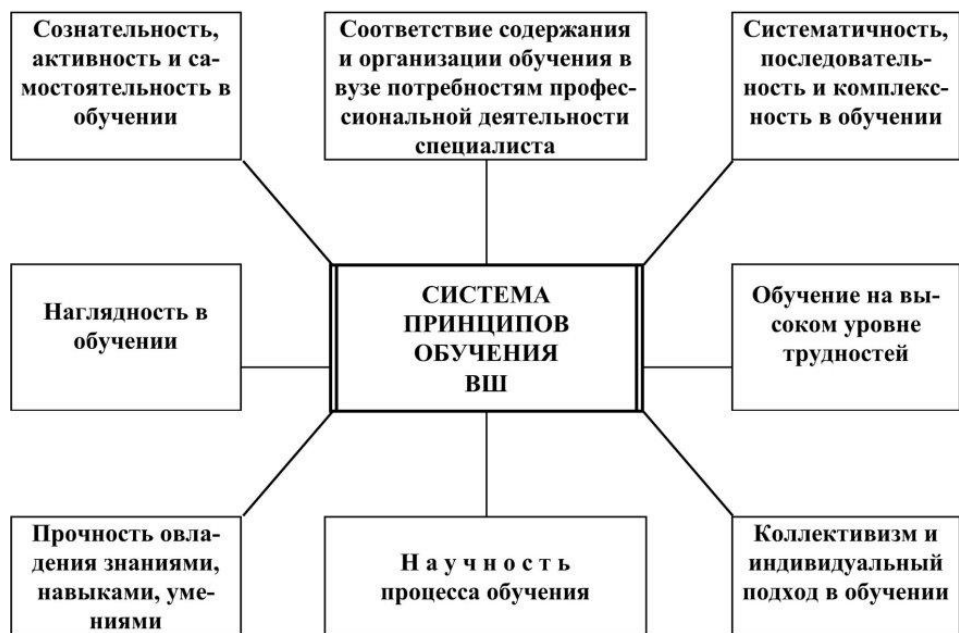 Сознательность,
активность и са-
мостоятельность в
обучении
Соответствие содержания
и организации обучения в
вузе потребностям профес-
сиональной деятельности
специалиста
Систематичность,
последователь-
ность и комплекс-
ность в обучении
Наглядность в
обучении
СИСТЕМА
ПРИНЦИПОВ
ОБУЧЕНИЯ
ВШ
Обучение на вы-
соком уровне
трудностей
Прочность овла-
дения знаниями,
навыками, уме-
ниями
Н а у ч н о с т ь
процесса обучения
Коллективизм и
индивидуальный
подход в обучении